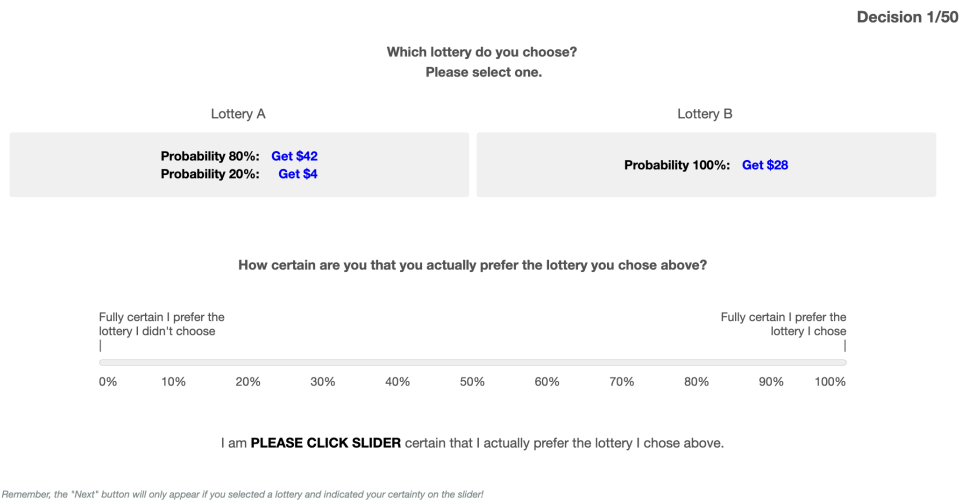 Decision 1/50
Which lottery do you choose?
Please select one.
Lottery A
Lottery B
Probability 80%: Get $42
Probability 20%: Get $4
Probability 100%: Get $28
How certain are you that you actually prefer the lottery you chose above?
Fully certain I prefer the
lottery I didn't choose
Fully certain I prefer the
lottery I chose
0% 10% 20% 30% 40% 50% 60% 70% 80% 90% 100%
I am PLEASE CLICK SLIDER certain that I actually prefer the lottery I chose above.
Remember, the "Next" button will only appear if you selected a lottery and indicated your certainty on the slider!